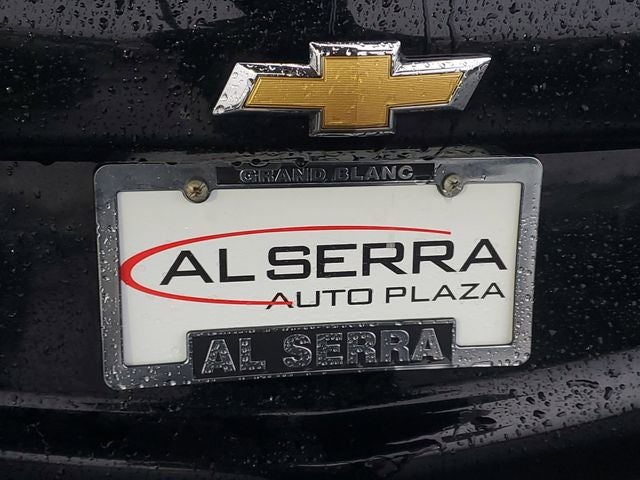 GRAND BLANC
AL SERRA
AUTO PLAZA
AL SERRA